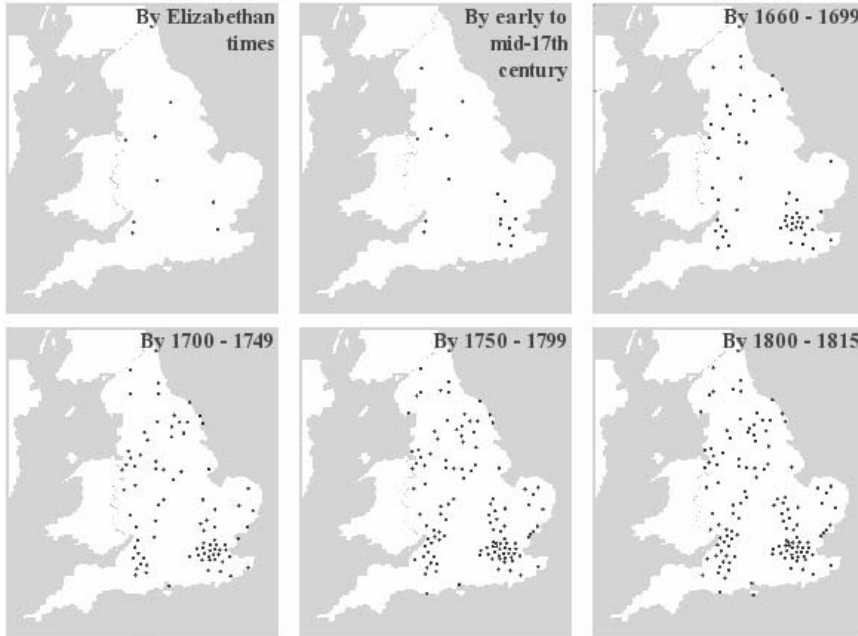 By Elizabethan
times
By early to
mid-17th
century
By 1660 - 1699
By 1700 - 1749
By 1750 - 1799
By 1800 - 1815